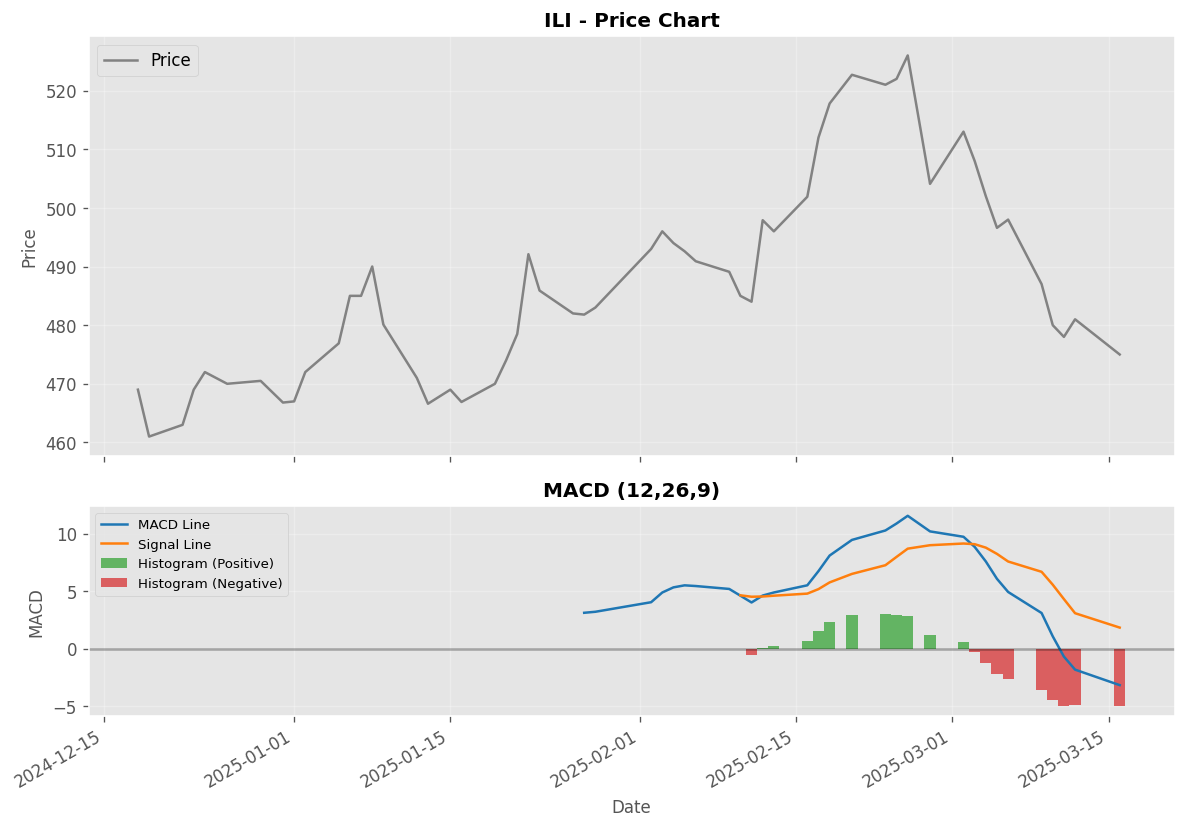 ILI - Price Chart
Price
520
510
500
490
480
470
460
Price
MACD (12,26,9)
MACD Line
Signal Line
Histogram (Positive)
Histogram (Negative)
10
5
0
−5
MACD
2024-12-15
2025-01-01
2025-01-15
2025-02-01
2025-02-15
2025-03-01
2025-03-15
Date